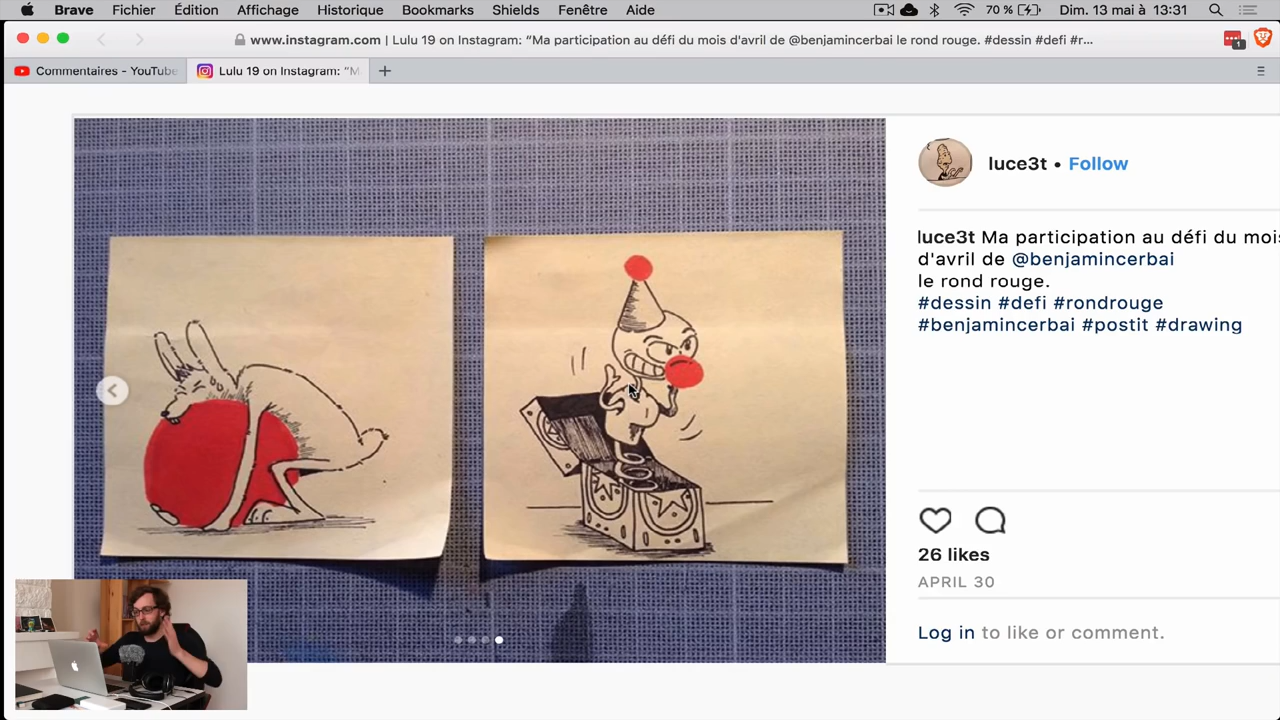 Brave Fichier Édition Affichage Historique Bookmarks Shields Fenêtre Aide 70 % Dim. 13 mai à 13:31
www.instagram.com | Lulu 19 on Instagram: “Ma participation au défi du mois d'avril de @benjamincerbai le rond rouge. #dessin #defi #r...
1
Commentaires - YouTube
Lulu 19 on Instagram: “M
luce3t • Follow
luce3t Ma participation au défi du mois
d'avril de @benjamincerbai
le rond rouge.
#dessin #defi #rondrouge
#benjamincerbai #postit #drawing
26 likes
APRIL 30
Log in to like or comment.